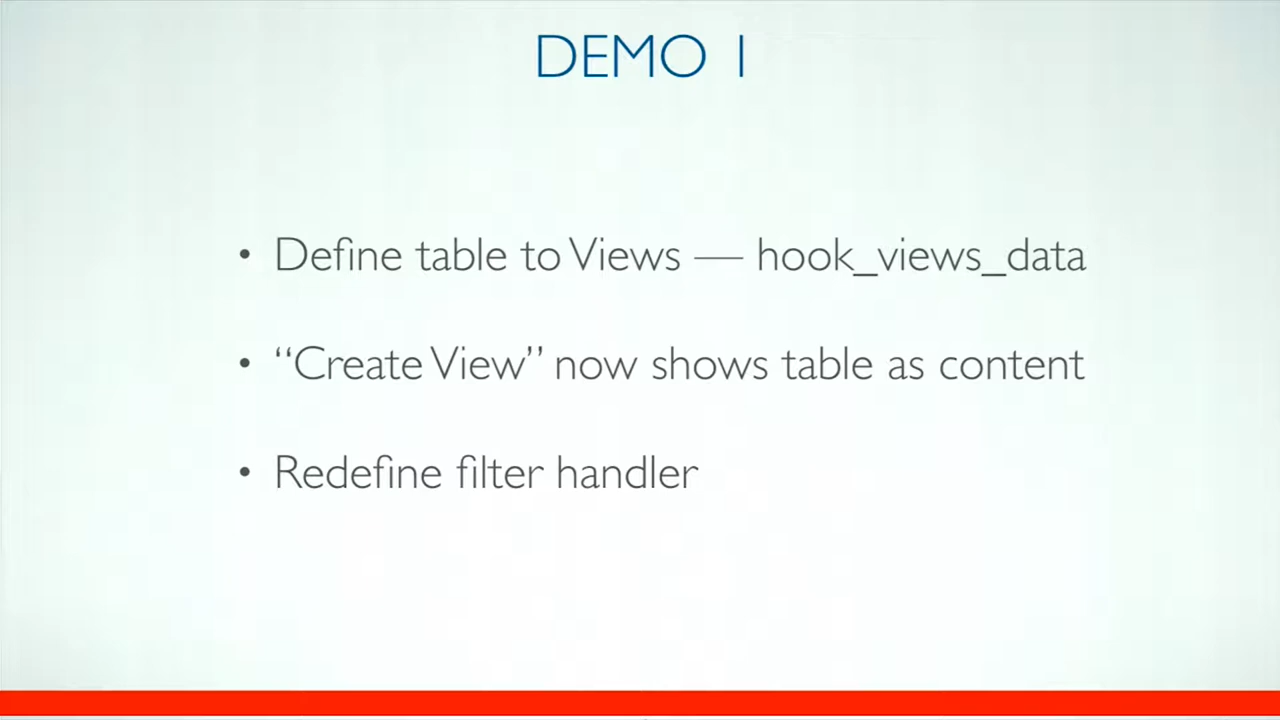 DEMO 1
• Define table to Views — hook_views_data
• “Create View” now shows table as content
• Redefine filter handler